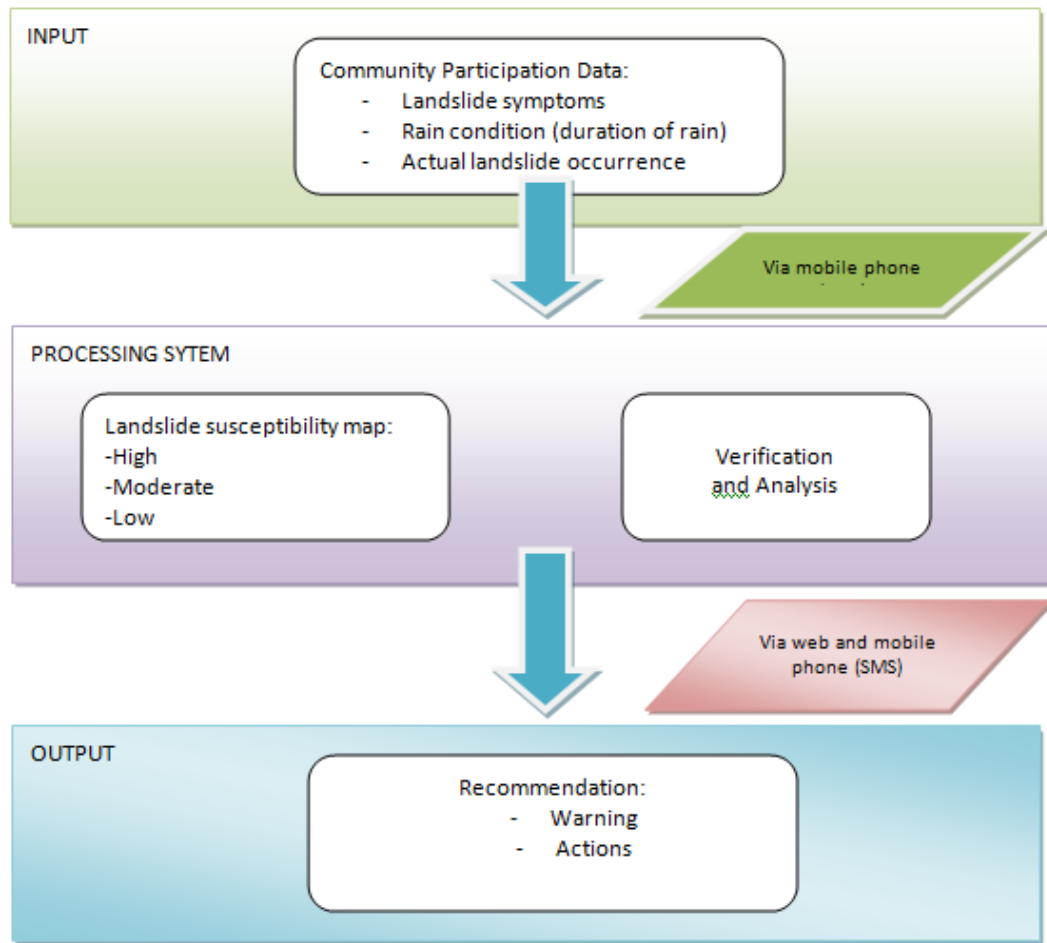 INPUT
Community Participation Data:
- Landslide symptoms
- Rain condition (duration of rain)
- Actual landslide occurrence
Via mobile phone
PROCESSING SYTEM
Landslide susceptibility map:
-High
-Moderate
-Low
Verification
and Analysis
Via web and mobile
phone (SMS)
OUTPUT
Recommendation:
- Warning
- Actions